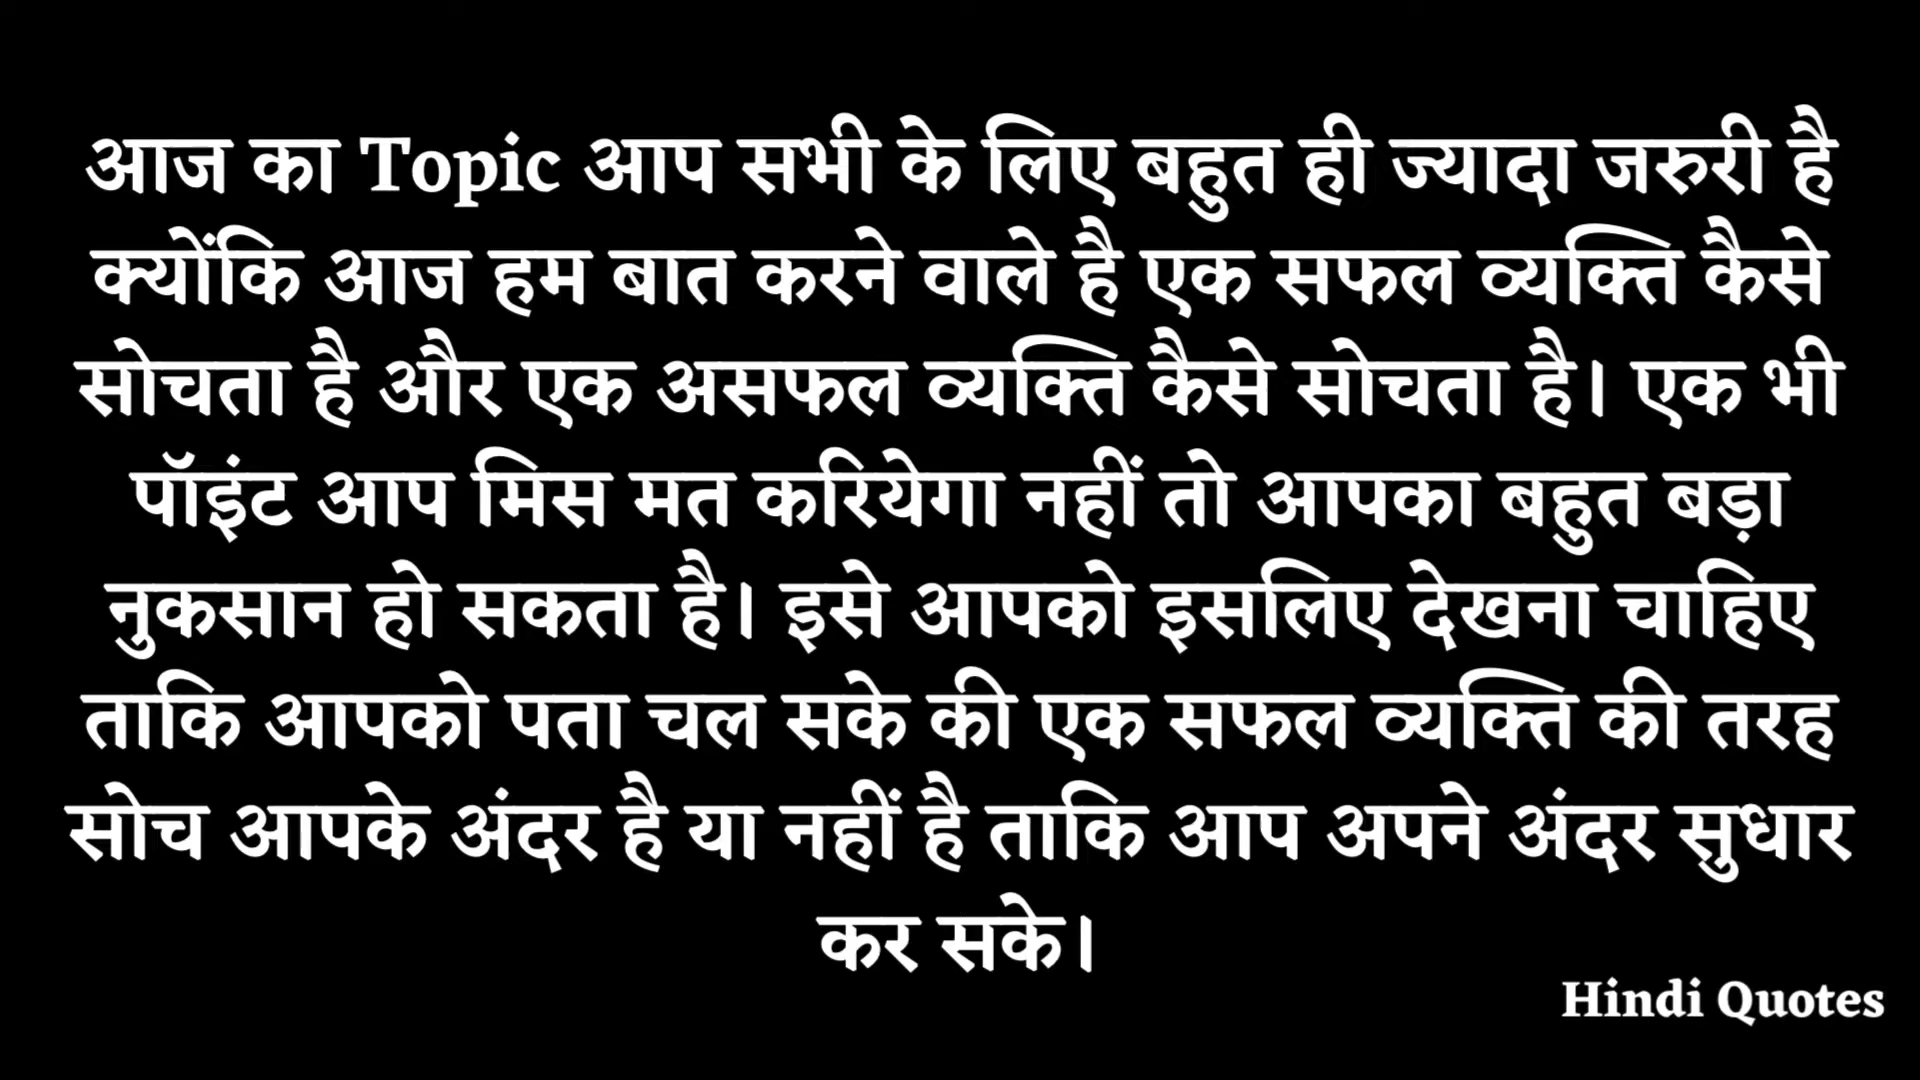 आज का Topic आप सभी के लिए बहुत ही ज्यादा जरुरी है
क्योंकि आज हम बात करने वाले है एक सफल व्यक्ति कैसे
सोचता है और एक असफल व्यक्ति कैसे सोचता है। एक भी
पॉइंट आप मिस मत करियेगा नहीं तो आपका बहुत बड़ा
नुकसान हो सकता है। इसे आपको इसलिए देखना चाहिए
ताकि आपको पता चल सके की एक सफल व्यक्ति की तरह
सोच आपके अंदर है या नहीं है ताकि आप अपने अंदर सुधार
कर सके।
Hindi Quotes